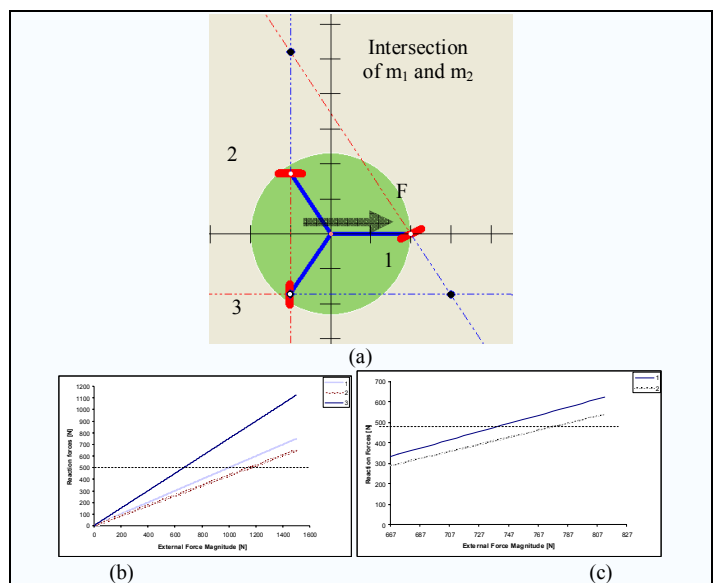 Intersection
of m₁ and m₂
2
F
1
3
(a)
Reaction forces [N]
1200
1100
1000
900
800
700
600
500
400
300
200
100
0
0 200 400 600 800 1000 1200 1400 1600
External Force Magnitude [N]
1
2
3
(b)
Reaction Forces [N]
700
600
500
400
300
200
100
0
667 687 707 727 747 767 787 807 827
External Force Magnitude [N]
1
2
(c)